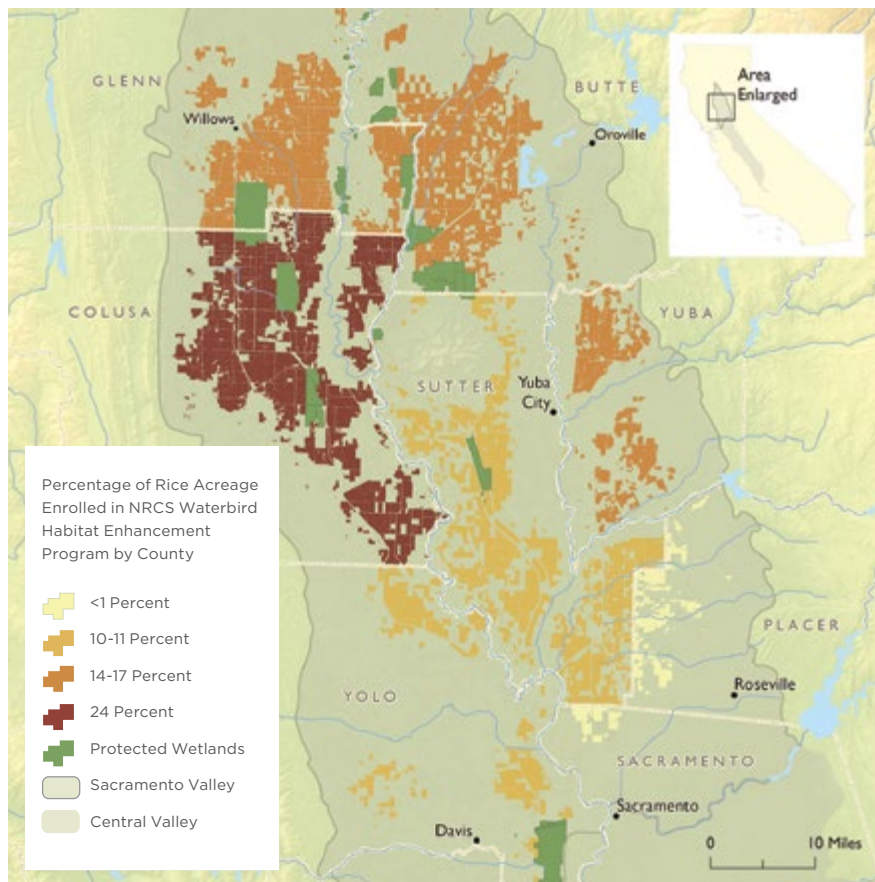 GLENN
BUTTE
Area
Enlarged
Willows
Oroville
COLUSA
YUBA
SUTTER
Yuba
City
Percentage of Rice Acreage
Enrolled in NRCS Waterbird
Habitat Enhancement
Program by County
<1 Percent
10-11 Percent
14-17 Percent
24 Percent
Protected Wetlands
Sacramento Valley
Central Valley
PLACER
Roseville
YOLO
SACRAMENTO
Sacramento
Davis
0 10 Miles